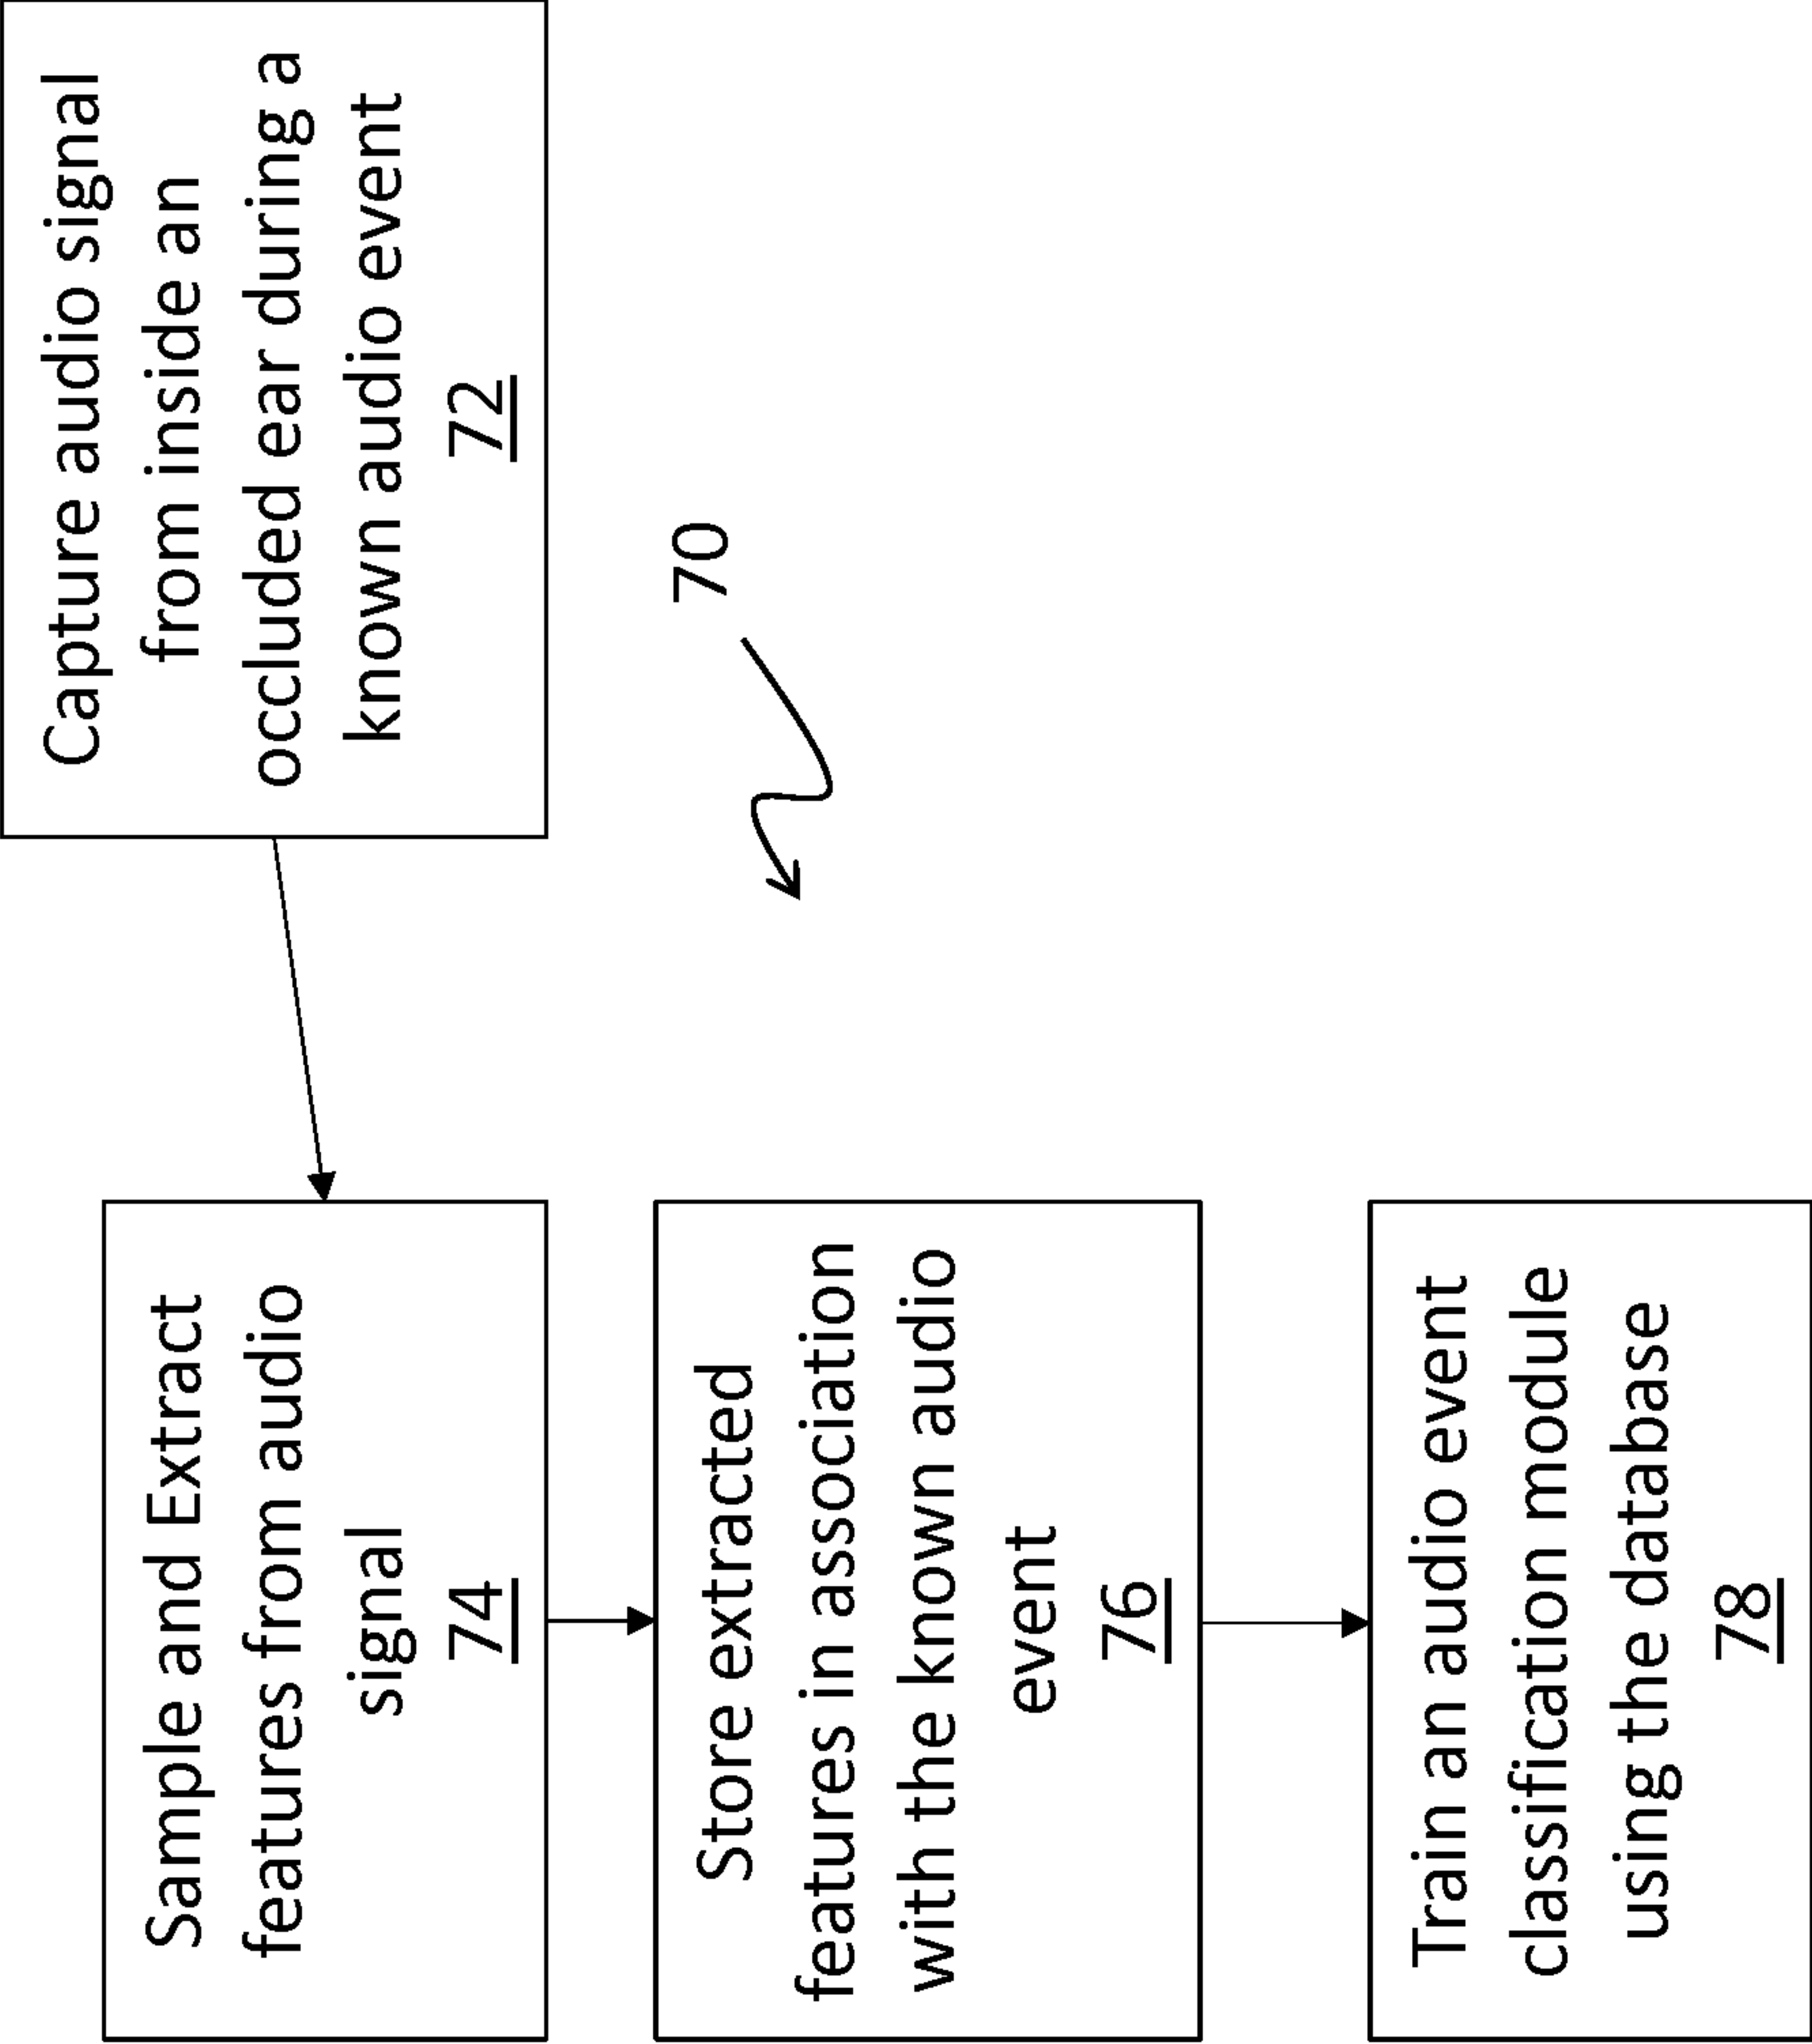 Capture audio signal
from inside an
occluded ear during a
known audio event
72
70
Sample and Extract
features from audio
signal
74
Store extracted
features in association
with the known audio
event
76
Train an audio event
classification module
using the database
78